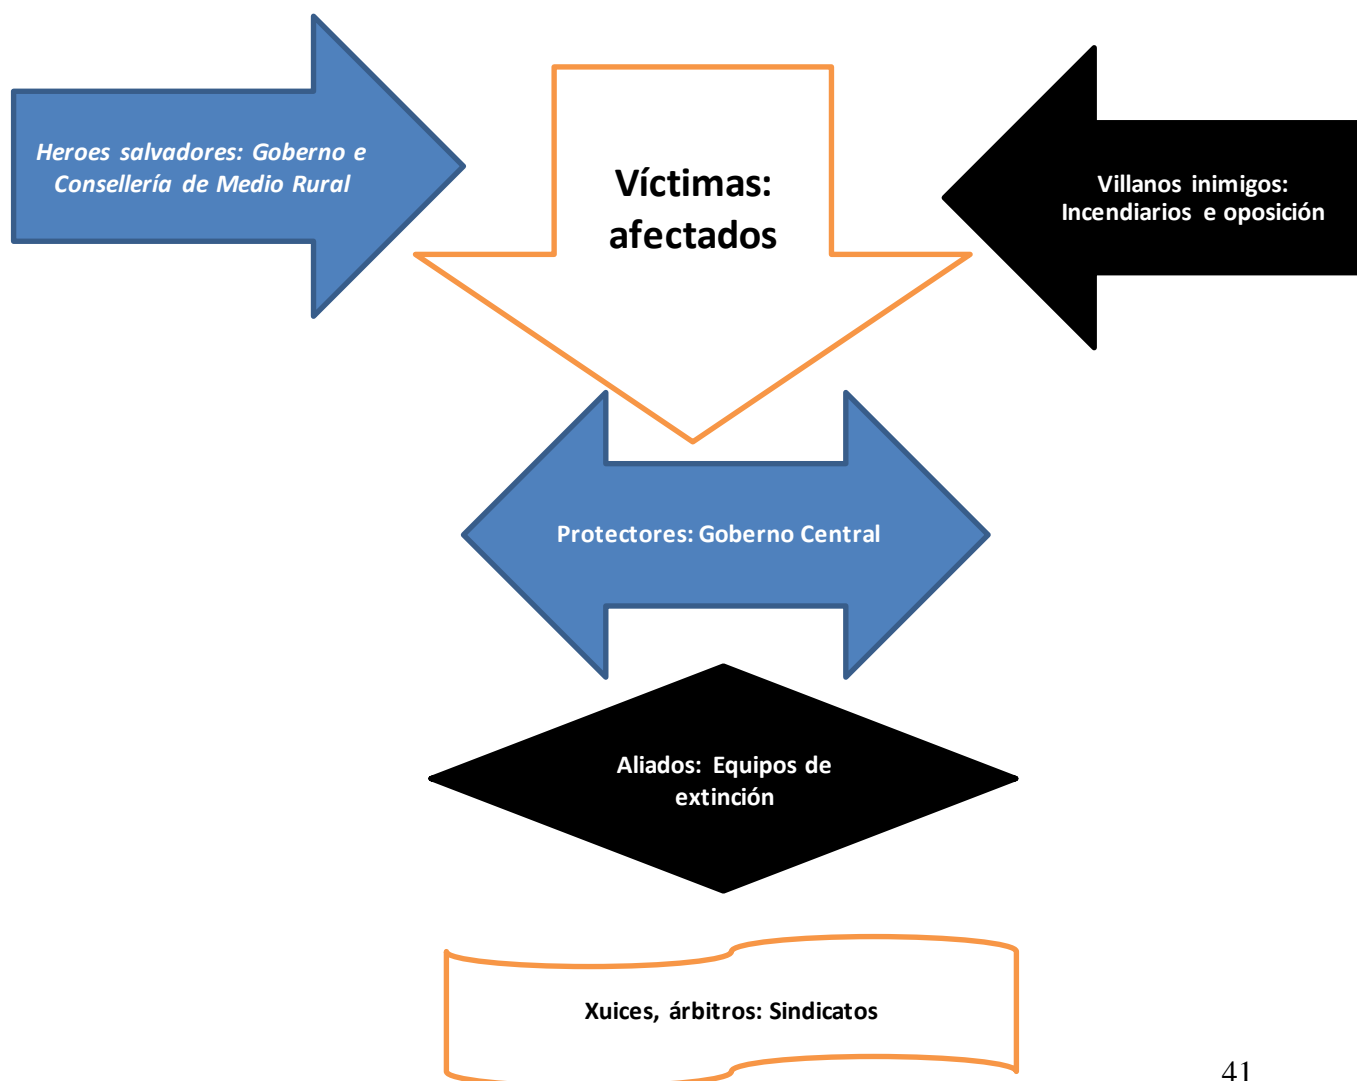 Heroes salvadores: Goberno e
Consellería de Medio Rural
Víctimas:
afectados
Villanos inimigos:
Incendiarios e oposición
Protectores: Goberno Central
Aliados: Equipos de
extinción
Xuices, árbitros: Sindicatos
41